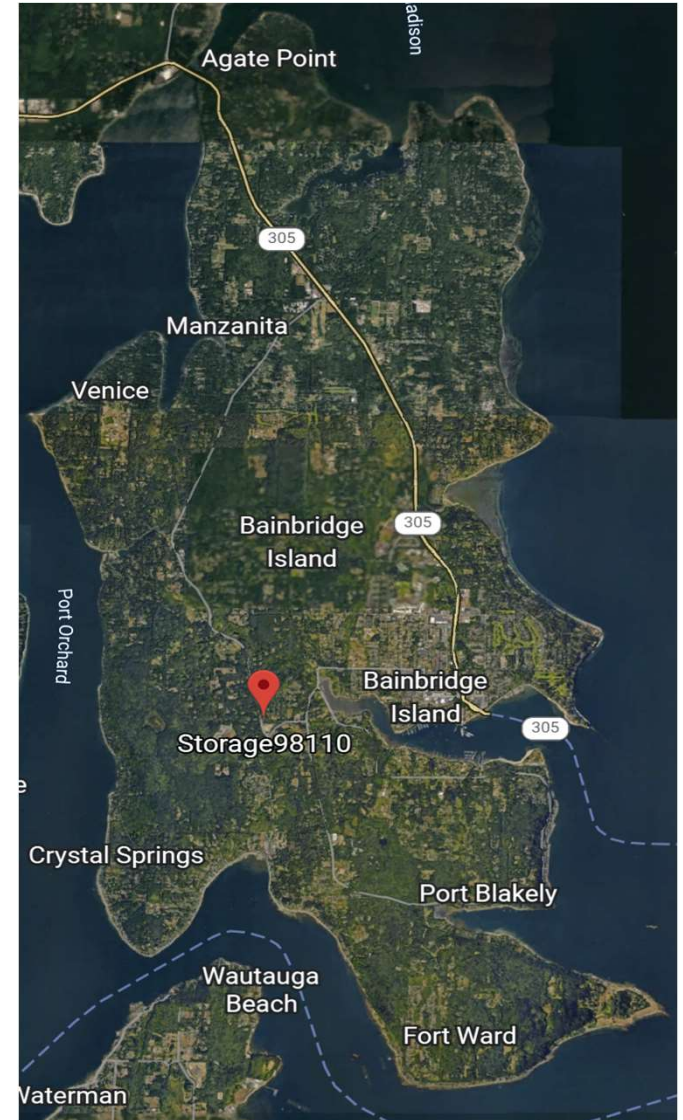 adison
Agate Point
305
Manzanita
Venice
Bainbridge
Island
305
Port Orchard
Bainbridge
Island
305
Storage98110
e
Crystal Springs
Port Blakely
Wautauga
Beach
Fort Ward
Waterman